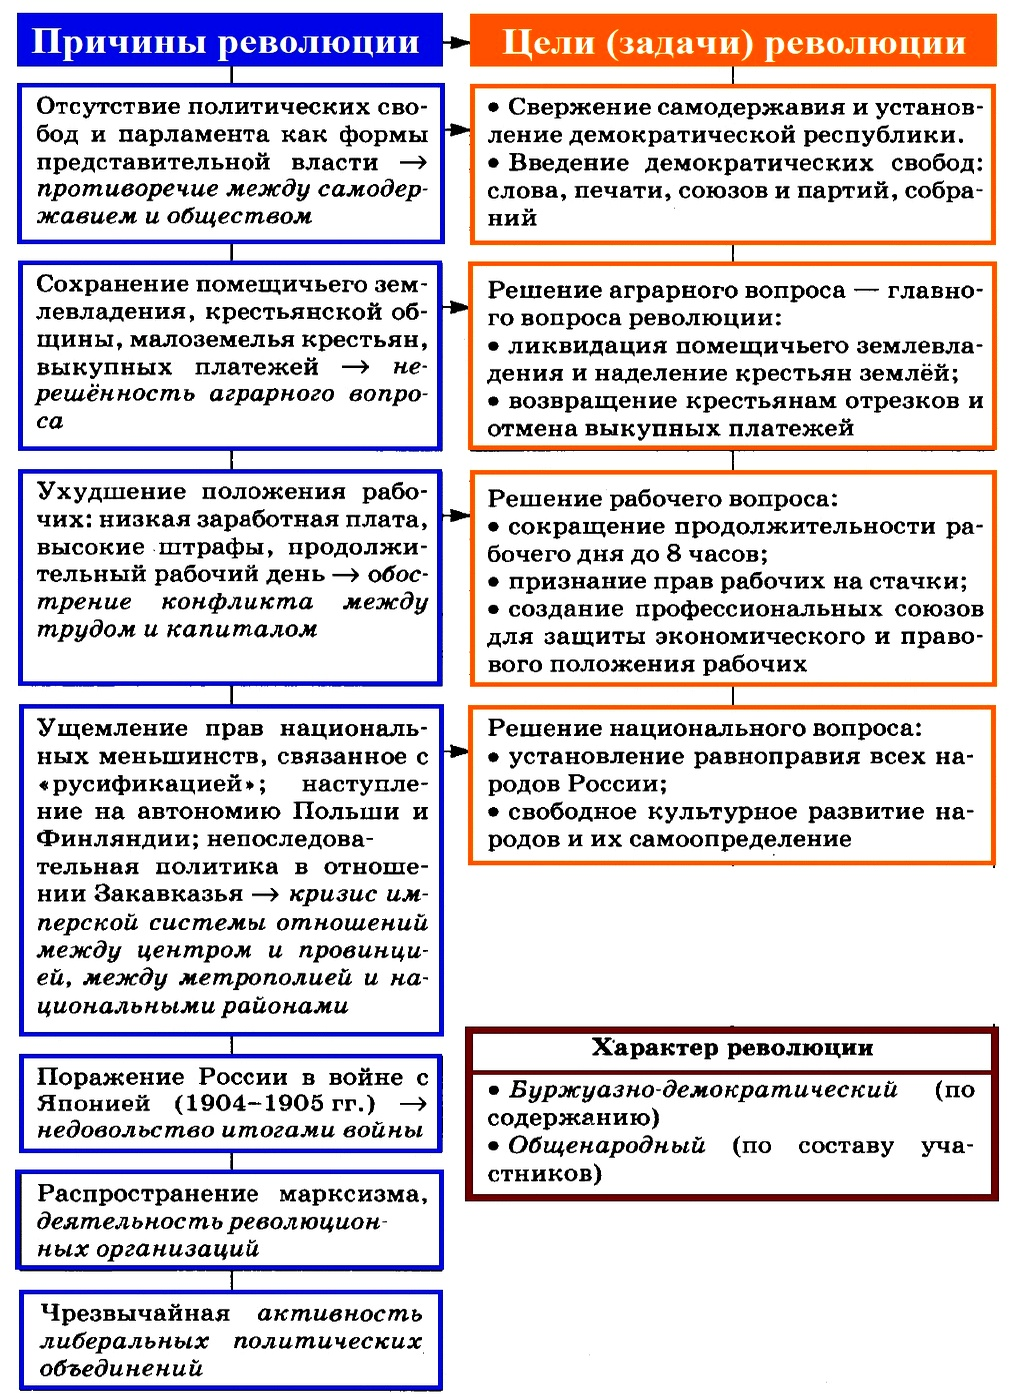 Причины революции
Цели (задачи) революции
Отсутствие политических сво-
бод и парламента как формы
представительной власти →
противоречие между самодер-
жавием и обществом
• Свержение самодержавия и установ-
ление демократической республики.
• Введение демократических свобод:
слова, печати, союзов и партий, собра-
ний
Сохранение помещичьего зем-
левладения, крестьянской об-
щины, малоземелья крестьян,
выкупных платежей → не-
решённость аграрного вопро-
са
Решение аграрного вопроса — главно-
го вопроса революции:
• ликвидация помещичьего землевла-
дения и наделение крестьян землёй;
• возвращение крестьянам отрезков и
отмена выкупных платежей
Ухудшение положения рабо-
чих: низкая заработная плата,
высокие штрафы, продолжи-
тельный рабочий день → обос-
трение конфликта между
трудом и капиталом
Решение рабочего вопроса:
• сокращение продолжительности ра-
бочего дня до 8 часов;
• признание прав рабочих на стачки;
• создание профессиональных союзов
для защиты экономического и право-
вого положения рабочих
Ущемление прав националь-
ных меньшинств, связанное с
«русификацией»; наступле-
ние на автономию Польши и
Финляндии; непоследова-
тельная политика в отноше-
нии Закавказья → кризис им-
перской системы отношений
между центром и провинци-
ей, между метрополией и на-
циональными районами
Решение национального вопроса:
• установление равноправия всех на-
родов России;
• свободное культурное развитие на-
родов и их самоопределение
Поражение России в войне с
Японией (1904–1905 гг.) →
недовольство итогами войны
Распространение марксизма,
деятельность революцион-
ных организаций
Чрезвычайная активность
либеральных политических
объединений
Характер революции
• Буржуазно-демократический (по
содержанию)
• Общенародный (по составу уча-
стников)